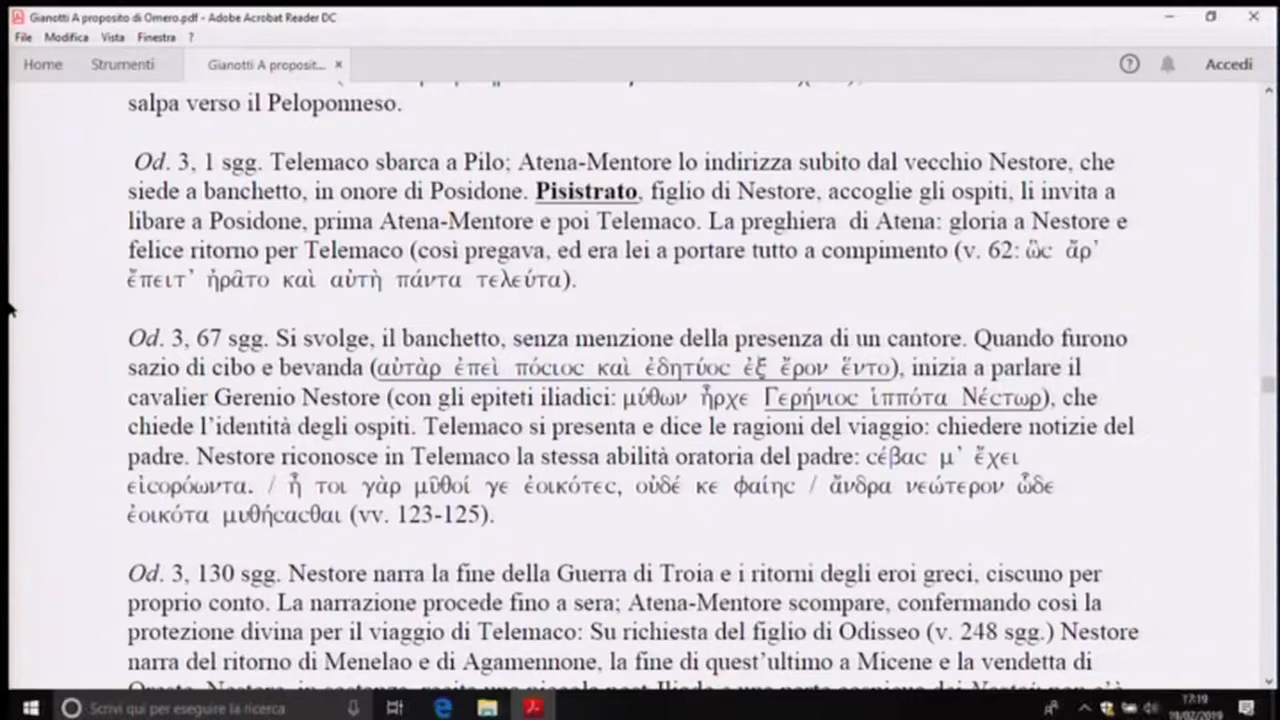 Gianotti A proposito di Omero.pdf - Adobe Acrobat Reader DC
File Modifica Vista Finestra ?
Home Strumenti Gianotti A proposit... × Accedi
salpa verso il Peloponneso.
Od. 3, 1 sgg. Telemaco sbarca a Pilo; Atena-Mentore lo indirizza subito dal vecchio Nestore, che
siede a banchetto, in onore di Posidone. Pisistrato, figlio di Nestore, accoglie gli ospiti, li invita a
libare a Posidone, prima Atena-Mentore e poi Telemaco. La preghiera di Atena: gloria a Nestore e
felice ritorno per Telemaco (così pregava, ed era lei a portare tutto a compimento (v. 62: ὣϲ ἄρ’
ἔπειτ’ ἠρᾶτο καὶ αὐτὴ πάντα τελεύτα).
Od. 3, 67 sgg. Si svolge, il banchetto, senza menzione della presenza di un cantore. Quando furono
sazio di cibo e bevanda (αὐτὰρ ἐπεὶ πόϲιοϲ καὶ ἐδητύοϲ ἐξ ἔρον ἕντο), inizia a parlare il
cavalier Gerenio Nestore (con gli epiteti iliadici: μύθων ἦρχε Γερήνιοϲ ἱππότα Νέϲτωρ), che
chiede l’identità degli ospiti. Telemaco si presenta e dice le ragioni del viaggio: chiedere notizie del
padre. Nestore riconosce in Telemaco la stessa abilità oratoria del padre: ϲέβαϲ μ’ ἔχει
εἰϲορόωντα. / ἦ τοι γὰρ μῦθοί γε ἐοικότεϲ, οὐδέ κε φαίηϲ / ἄνδρα νεώτερον ὧδε
ἐοικότα μυθήϲαϲθαι (vv. 123-125).
Od. 3, 130 sgg. Nestore narra la fine della Guerra di Troia e i ritorni degli eroi greci, ciscuno per
proprio conto. La narrazione procede fino a sera; Atena-Mentore scompare, confermando così la
protezione divina per il viaggio di Telemaco: Su richiesta del figlio di Odisseo (v. 248 sgg.) Nestore
narra del ritorno di Menelao e di Agamennone, la fine di quest’ultimo a Micene e la vendetta di
Scrivi qui per eseguire la ricerca 17:19
18/07/2019